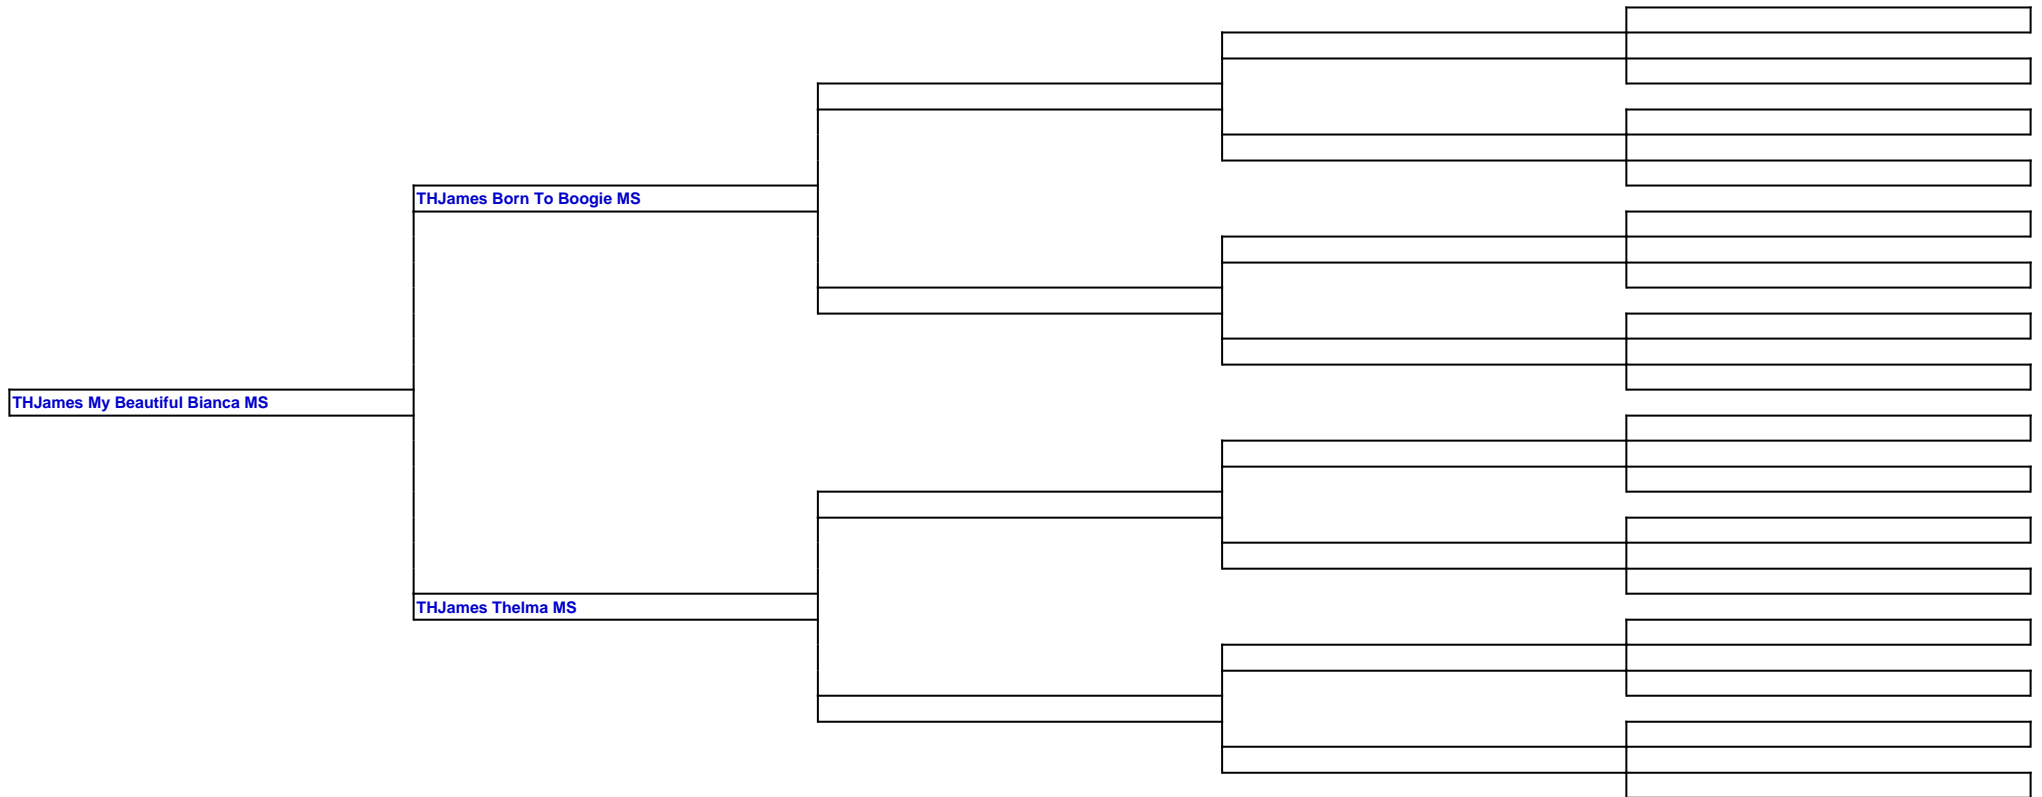 THJames Born To Boogie MS
THJames My Beautiful Bianca MS
THJames Thelma MS